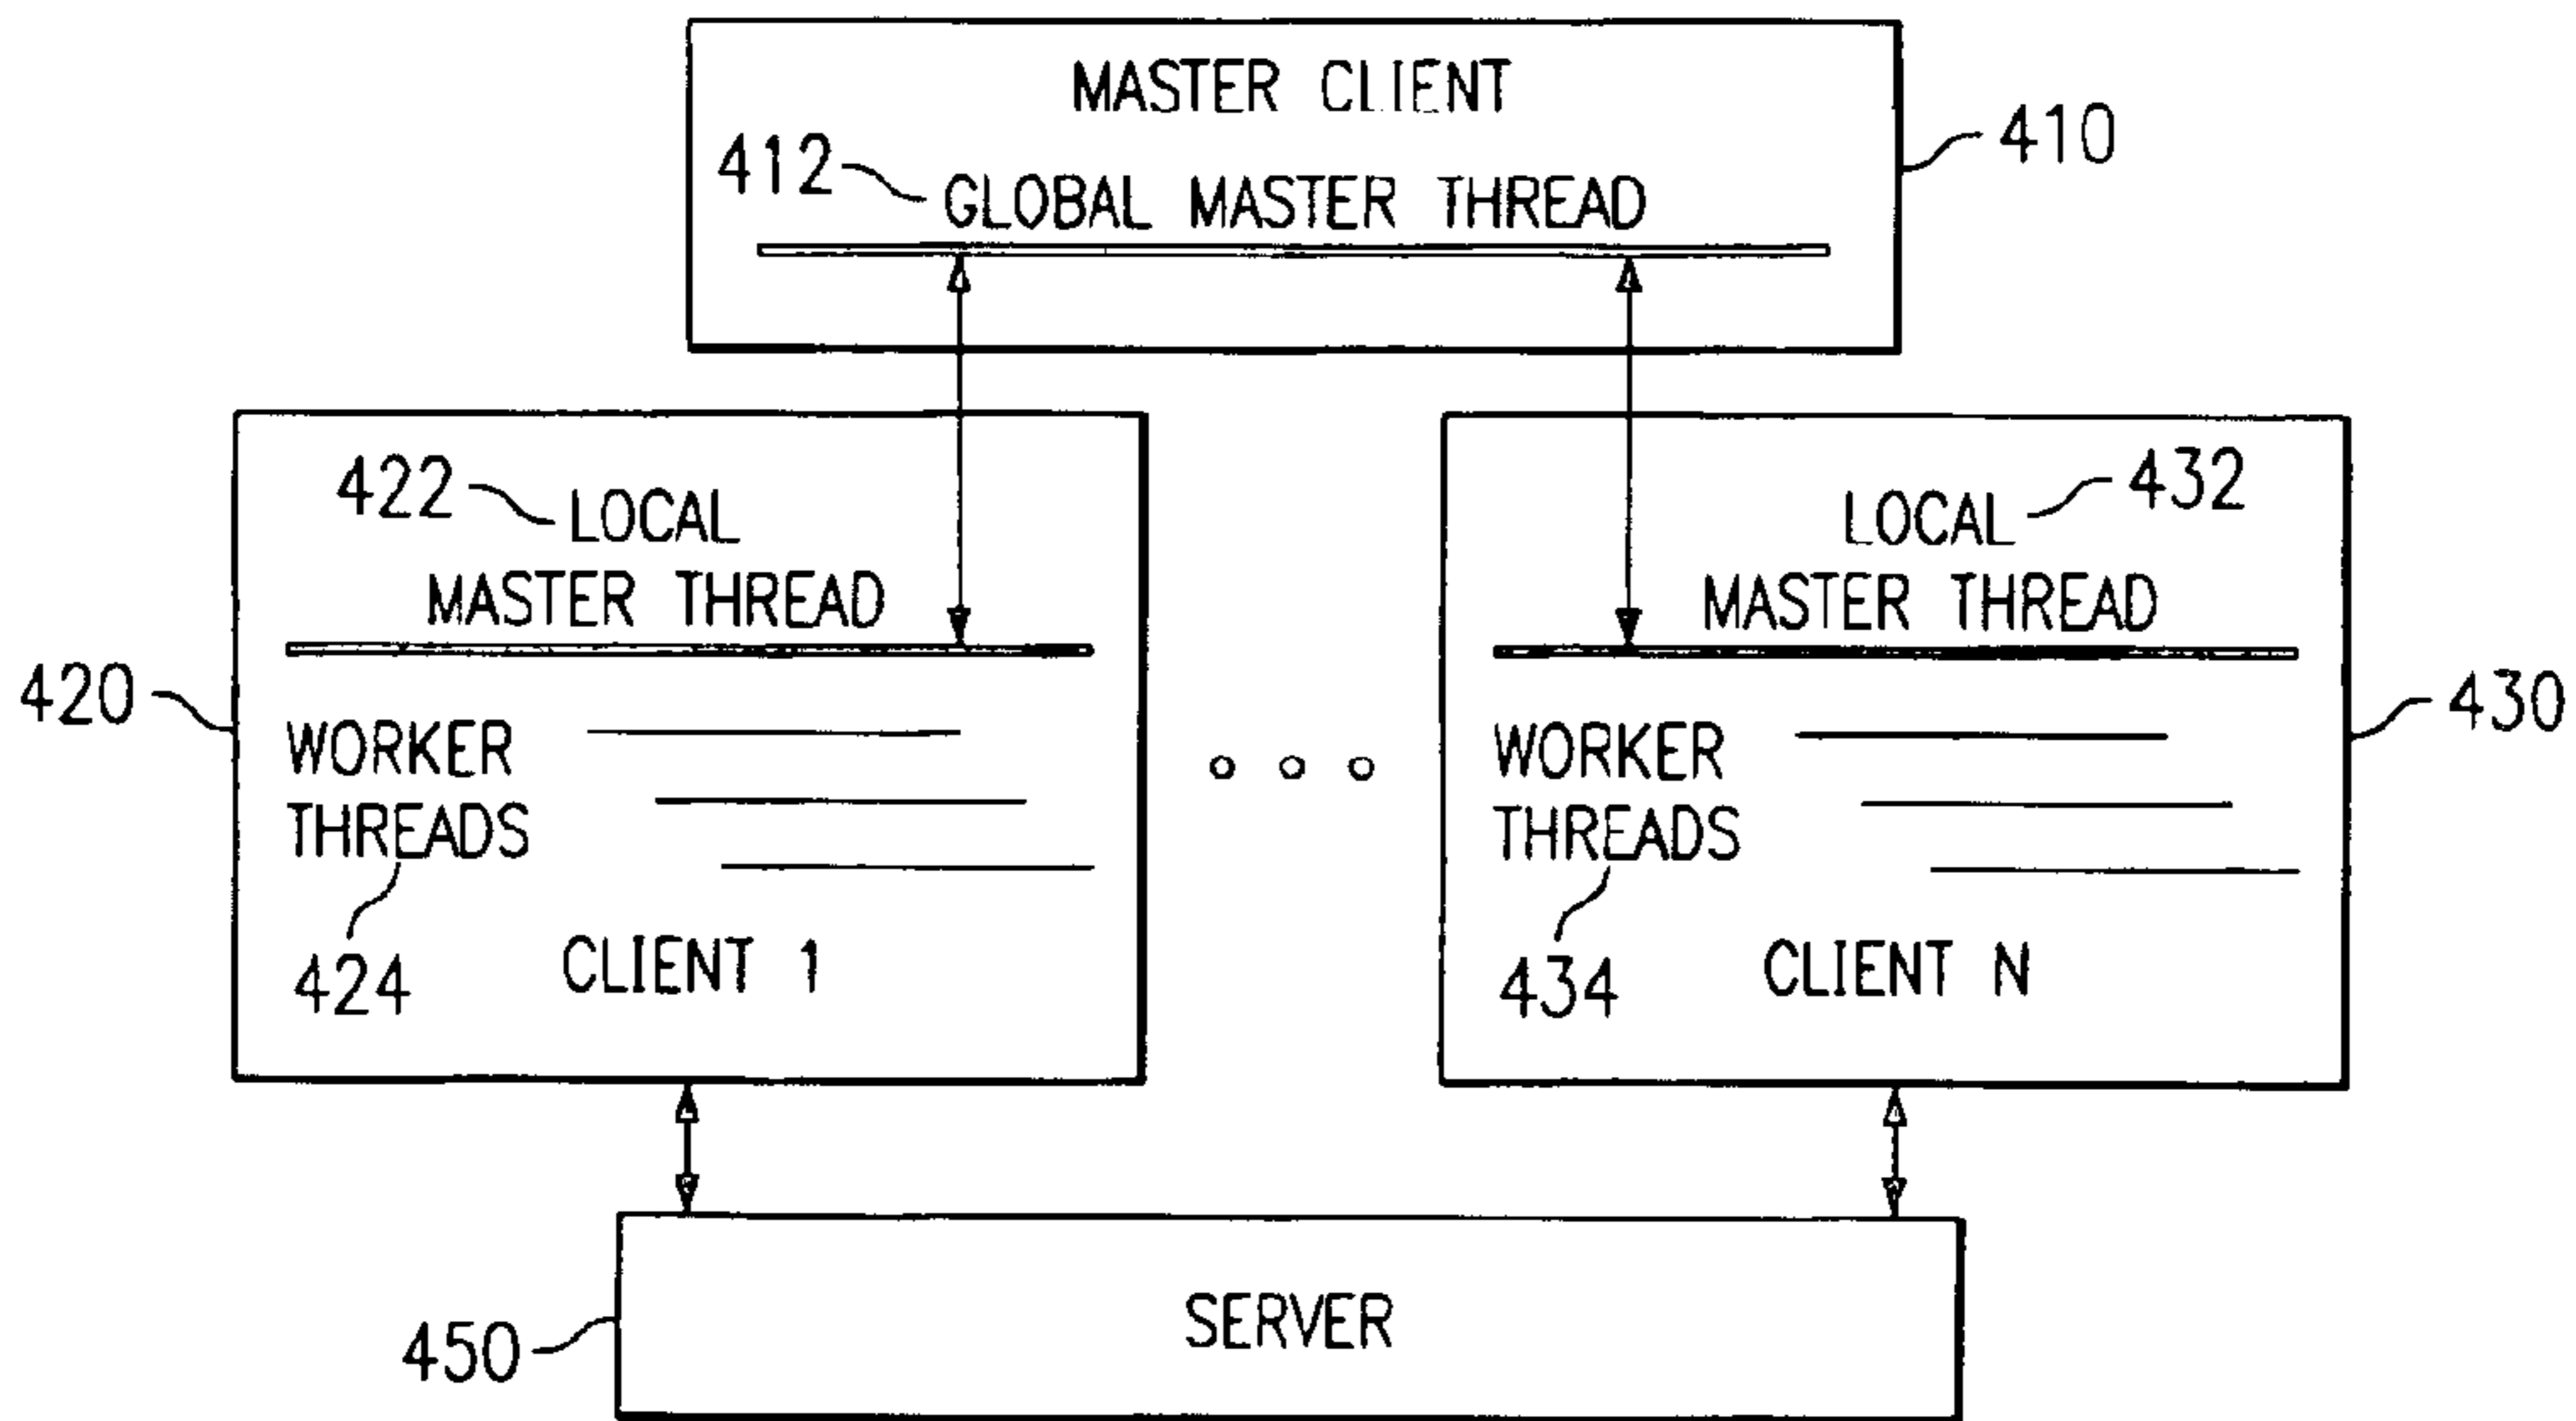 MASTER CLIENT
410
412
GLOBAL MASTER THREAD
422
LOCAL
MASTER THREAD
432
LOCAL
MASTER THREAD
420
WORKER
THREADS
424
CLIENT 1
430
WORKER
THREADS
434
CLIENT N
450
SERVER